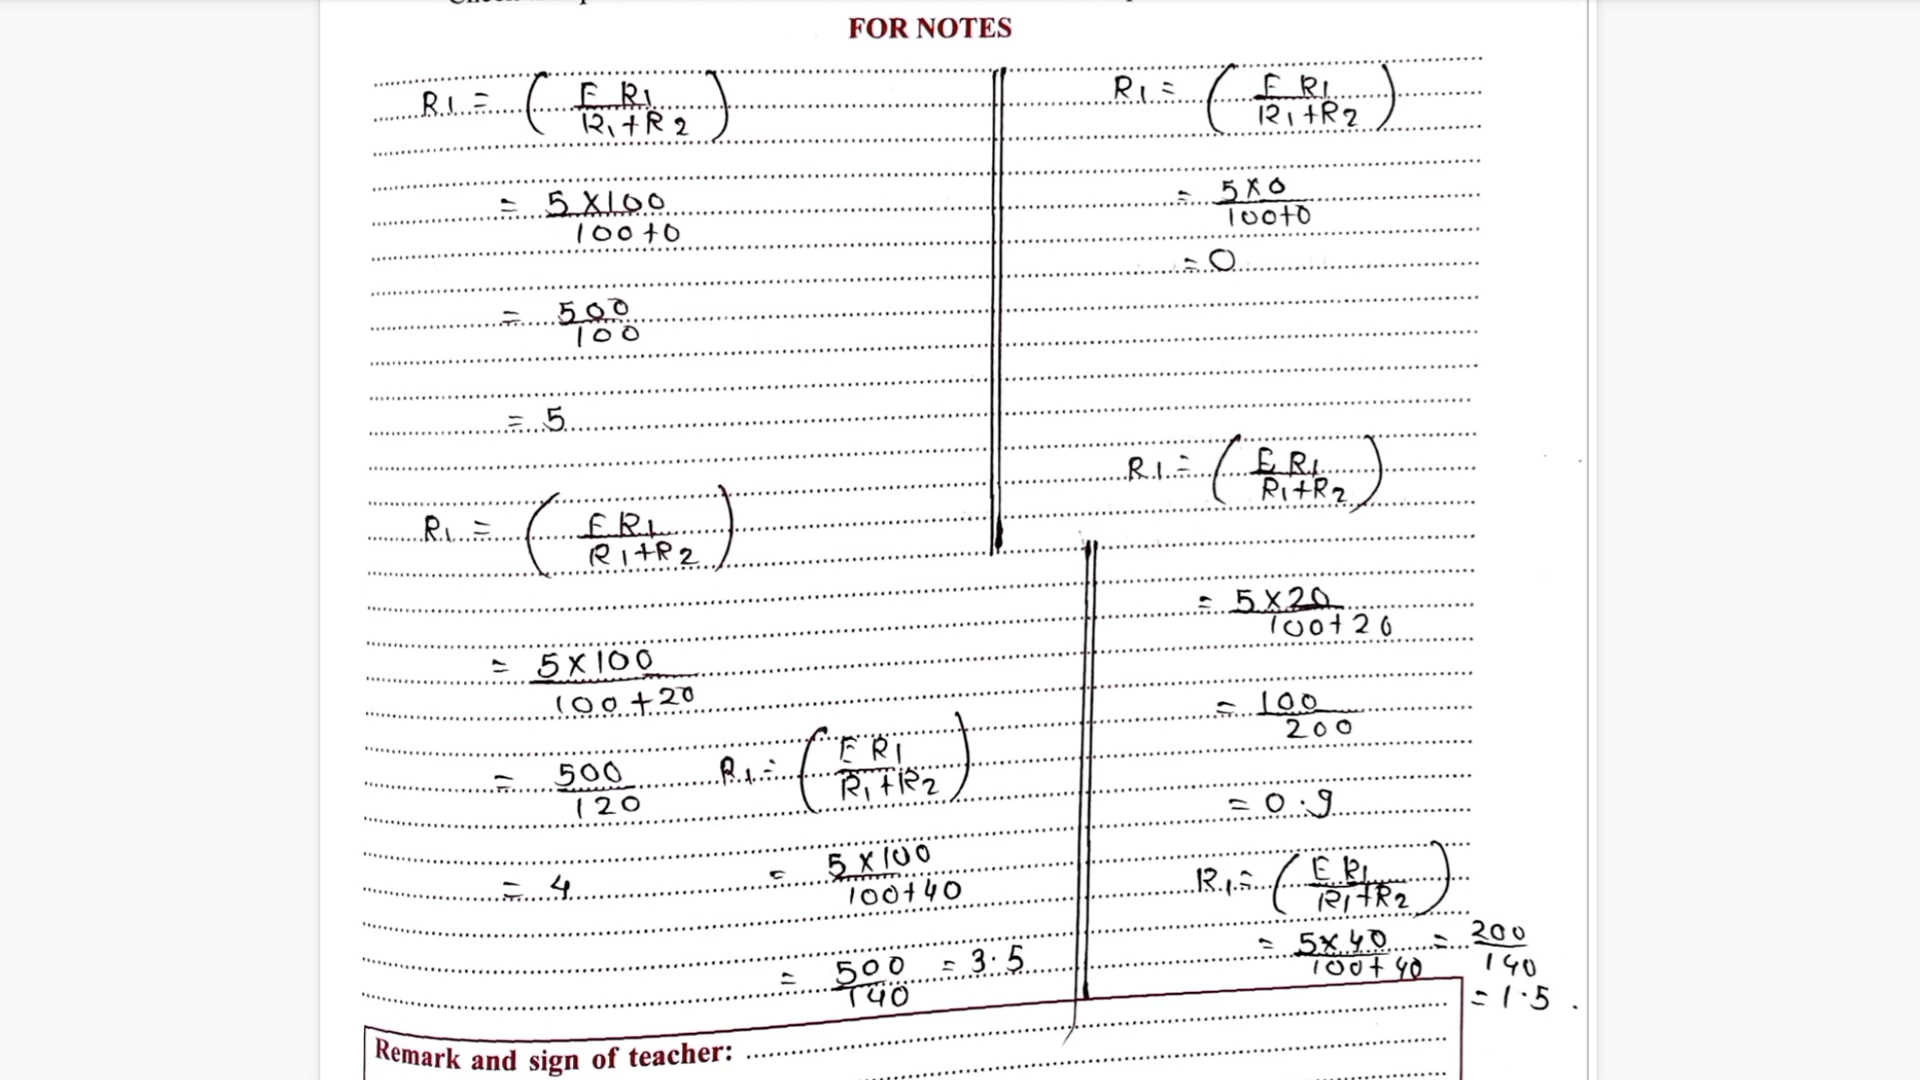 FOR NOTES
R1 = ( E R1 / R1+R2 )
= 5×100 / 100+0
= 500 / 100
= 5
R1 = ( E R1 / R1+R2 )
= 5×100 / 100+20
= 500 / 120
= 4
R1 = ( E R1 / R1+R2 )
= 5×100 / 100+40
= 500 / 140 = 3.5
R1 = ( E R1 / R1+R2 )
= 5×0 / 100+0
= 0
R1 = ( E R1 / R1+R2 )
= 5×20 / 100+20
= 100 / 200
= 0.9
R1 = ( E R1 / R1+R2 )
= 5×40 / 100+40 = 200 / 140
= 1.5
Remark and sign of teacher: